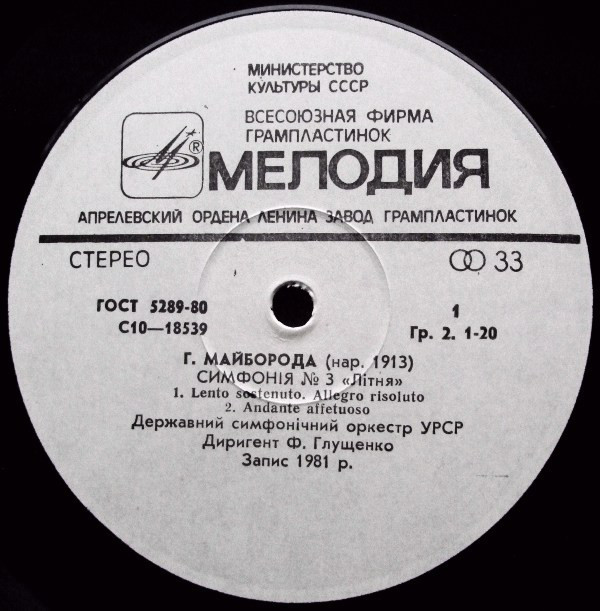 МИНИСТЕРСТВО
КУЛЬТУРЫ СССР
ВСЕСОЮЗНАЯ ФИРМА
ГРАМПЛАСТИНОК
® МЕЛОДИЯ
АПРЕЛЕВСКИЙ ОРДЕНА ЛЕНИНА ЗАВОД ГРАМПЛАСТИНОК
СТЕРЕО 33
ГОСТ 5289-80 1
С10—18539 Гр. 2. 1-20
Г. МАЙБОРОДА (нар. 1913)
СИМФОНІЯ № 3 «Літня»
1. Lento sostenuto. Allegro risoluto
2. Andante affetuoso
Державний симфонічний оркестр УРСР
Диригент Ф. Глущенко
Запис 1981 р.